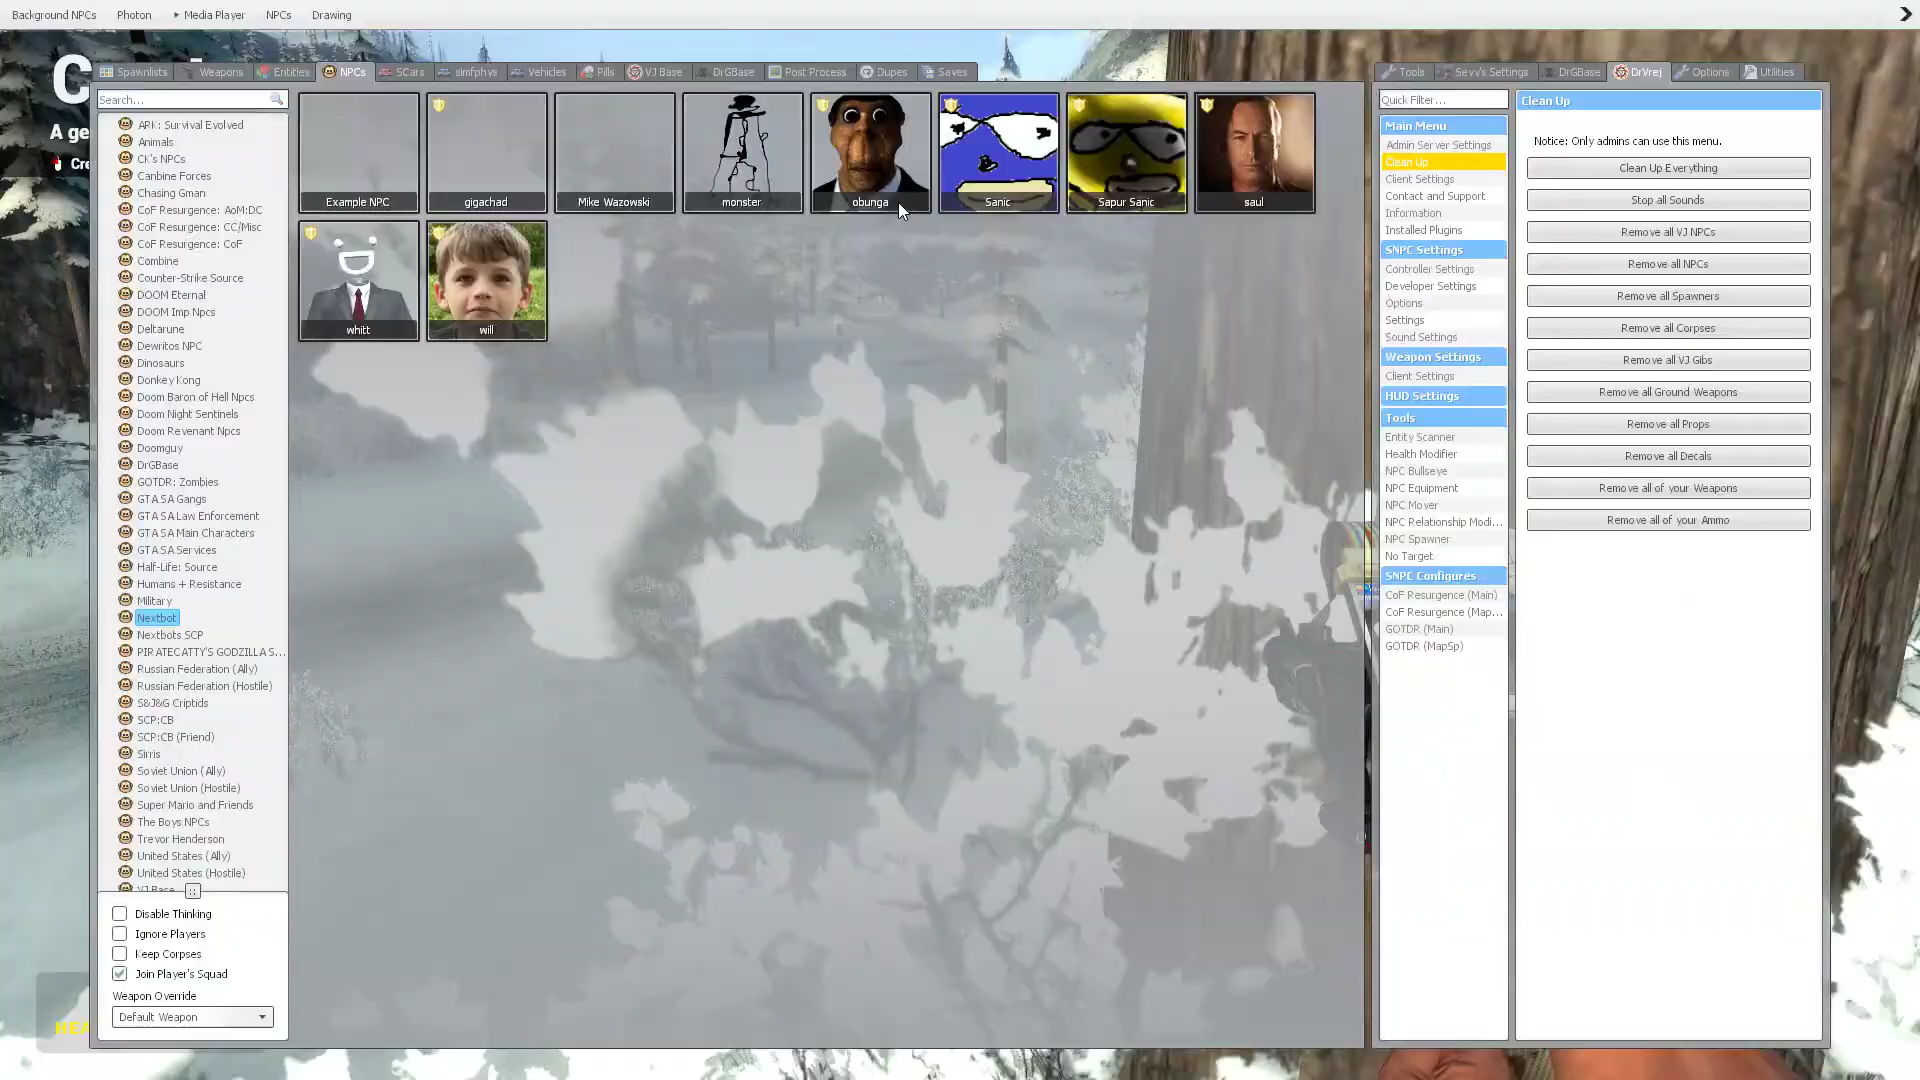 Background NPCs Photon Media Player NPCs Drawing
C
A ge
Cre
Spawnlists Weapons Entities NPCs SCars simfphys Vehicles Pills VJ Base DrGBase Post Process Dupes Saves
Tools Sevv's Settings DrGBase DrVrej Options Utilities
Search...
ARK: Survival Evolved
Animals
CK's NPCs
Canbine Forces
Chasing Gman
CoF Resurgence: AoM:DC
CoF Resurgence: CC/Misc
CoF Resurgence: CoF
Combine
Counter-Strike Source
DOOM Eternal
DOOM Imp Npcs
Deltarune
Dewritos NPC
Dinosaurs
Donkey Kong
Doom Baron of Hell Npcs
Doom Night Sentinels
Doom Revenant Npcs
Doomguy
DrGBase
GOTDR: Zombies
GTA SA Gangs
GTA SA Law Enforcement
GTA SA Main Characters
GTA SA Services
Half-Life: Source
Humans + Resistance
Military
Nextbot
Nextbots SCP
PIRATECATTY'S GODZILLA S...
Russian Federation (Ally)
Russian Federation (Hostile)
S&J&G Criptids
SCP:CB
SCP:CB (Friend)
Sirris
Soviet Union (Ally)
Soviet Union (Hostile)
Super Mario and Friends
The Boys NPCs
Trevor Henderson
United States (Ally)
United States (Hostile)
VJ Base
Disable Thinking
Ignore Players
Keep Corpses
Join Player's Squad
Weapon Override
Default Weapon
HEA
Example NPC gigachad Mike Wazowski monster obunga Sanic Sapur Sanic saul
whitt will
Quick Filter...
Main Menu
Admin Server Settings
Clean Up
Client Settings
Contact and Support
Information
Installed Plugins
SNPC Settings
Controller Settings
Developer Settings
Options
Settings
Sound Settings
Weapon Settings
Client Settings
HUD Settings
Tools
Entity Scanner
Health Modifier
NPC Bullseye
NPC Equipment
NPC Mover
NPC Relationship Modi...
NPC Spawner
No Target
SNPC Configures
CoF Resurgence (Main)
CoF Resurgence (Map...
GOTDR (Main)
GOTDR (MapSp)
Clean Up
Notice: Only admins can use this menu.
Clean Up Everything
Stop all Sounds
Remove all VJ NPCs
Remove all NPCs
Remove all Spawners
Remove all Corpses
Remove all VJ Gibs
Remove all Ground Weapons
Remove all Props
Remove all Decals
Remove all of your Weapons
Remove all of your Ammo